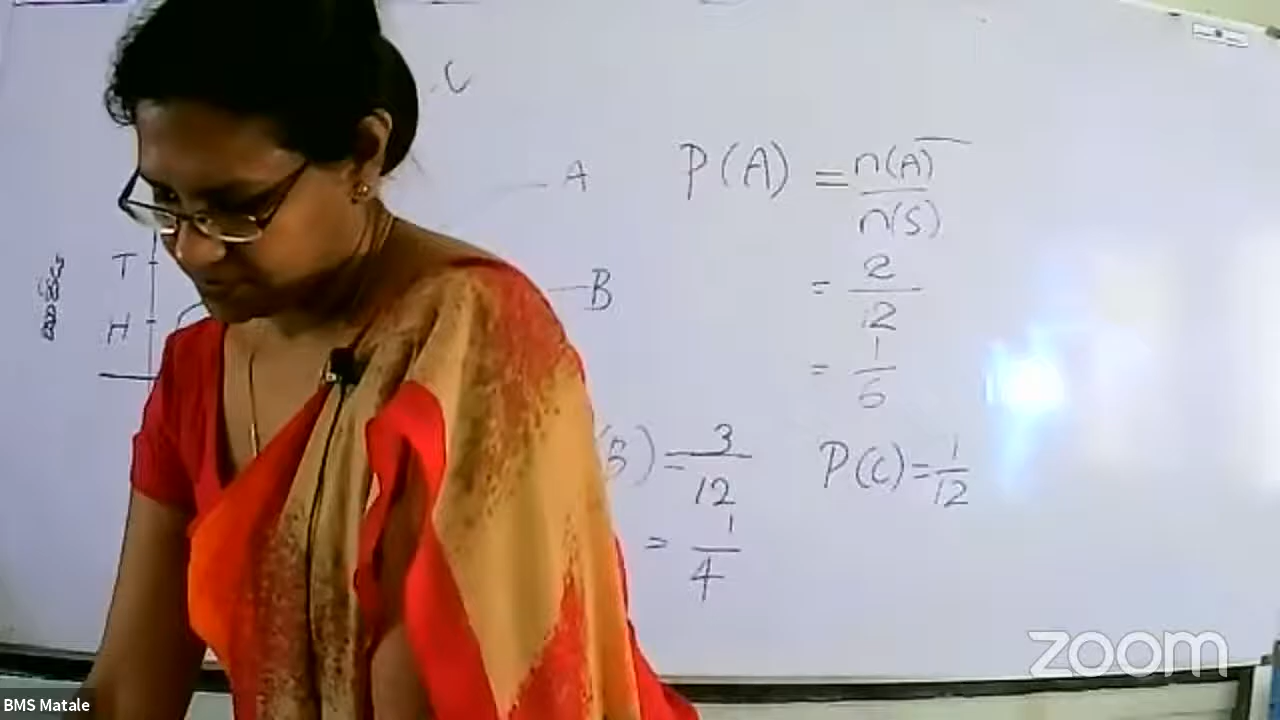 C
A
P(A) = n(A)
n(S)
T
B
= 2
12
H
= 1
6
B) = 3
12
P(C) = 1
12
= 1
4
zoom
BMS Matale